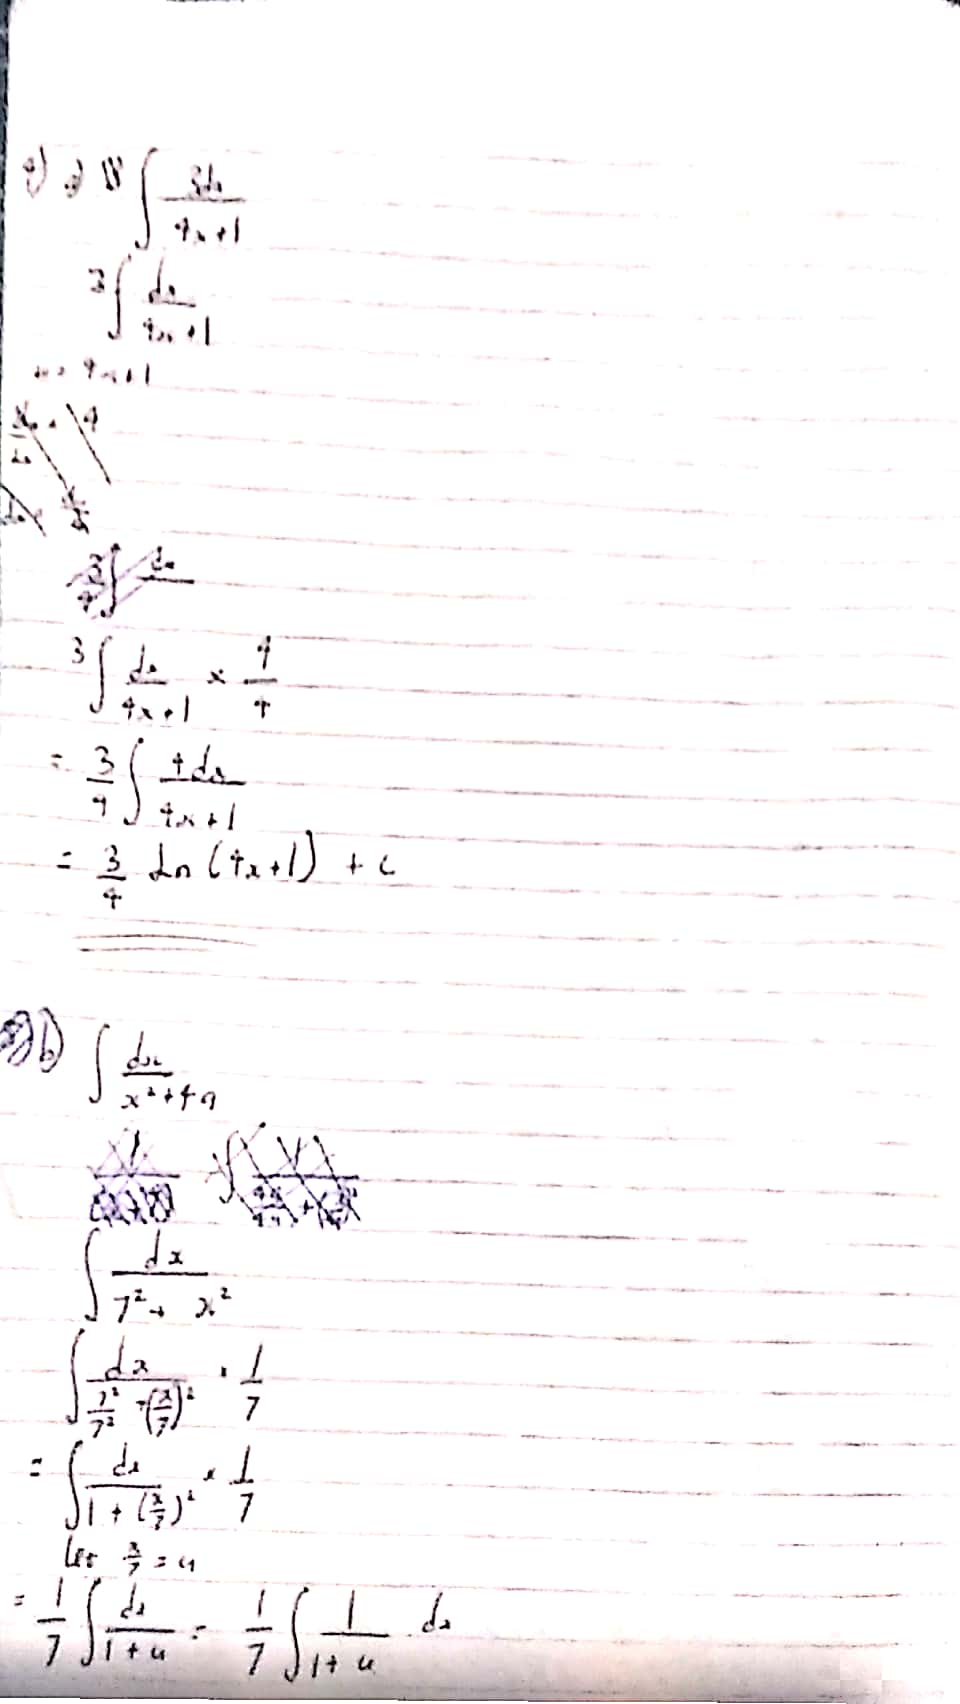 a) ∫ 3dx / 4x+1
3∫ dx / 4x+1
u = 4x+1
3∫ dx / 4x+1 × 4/4
= 3/4 ∫ 4dx / 4x+1
= 3/4 Ln (4x+1) + c
b) ∫ dx / x²+49
∫ dx / 7²+ x²
∫ dx / 7²/7² + (x/7)² × 1/7
= ∫ dx / 1 + (x/7)² × 1/7
let x/7 = u
= 1/7 ∫ dx / 1+u = 1/7 ∫ 1 / 1+u dx